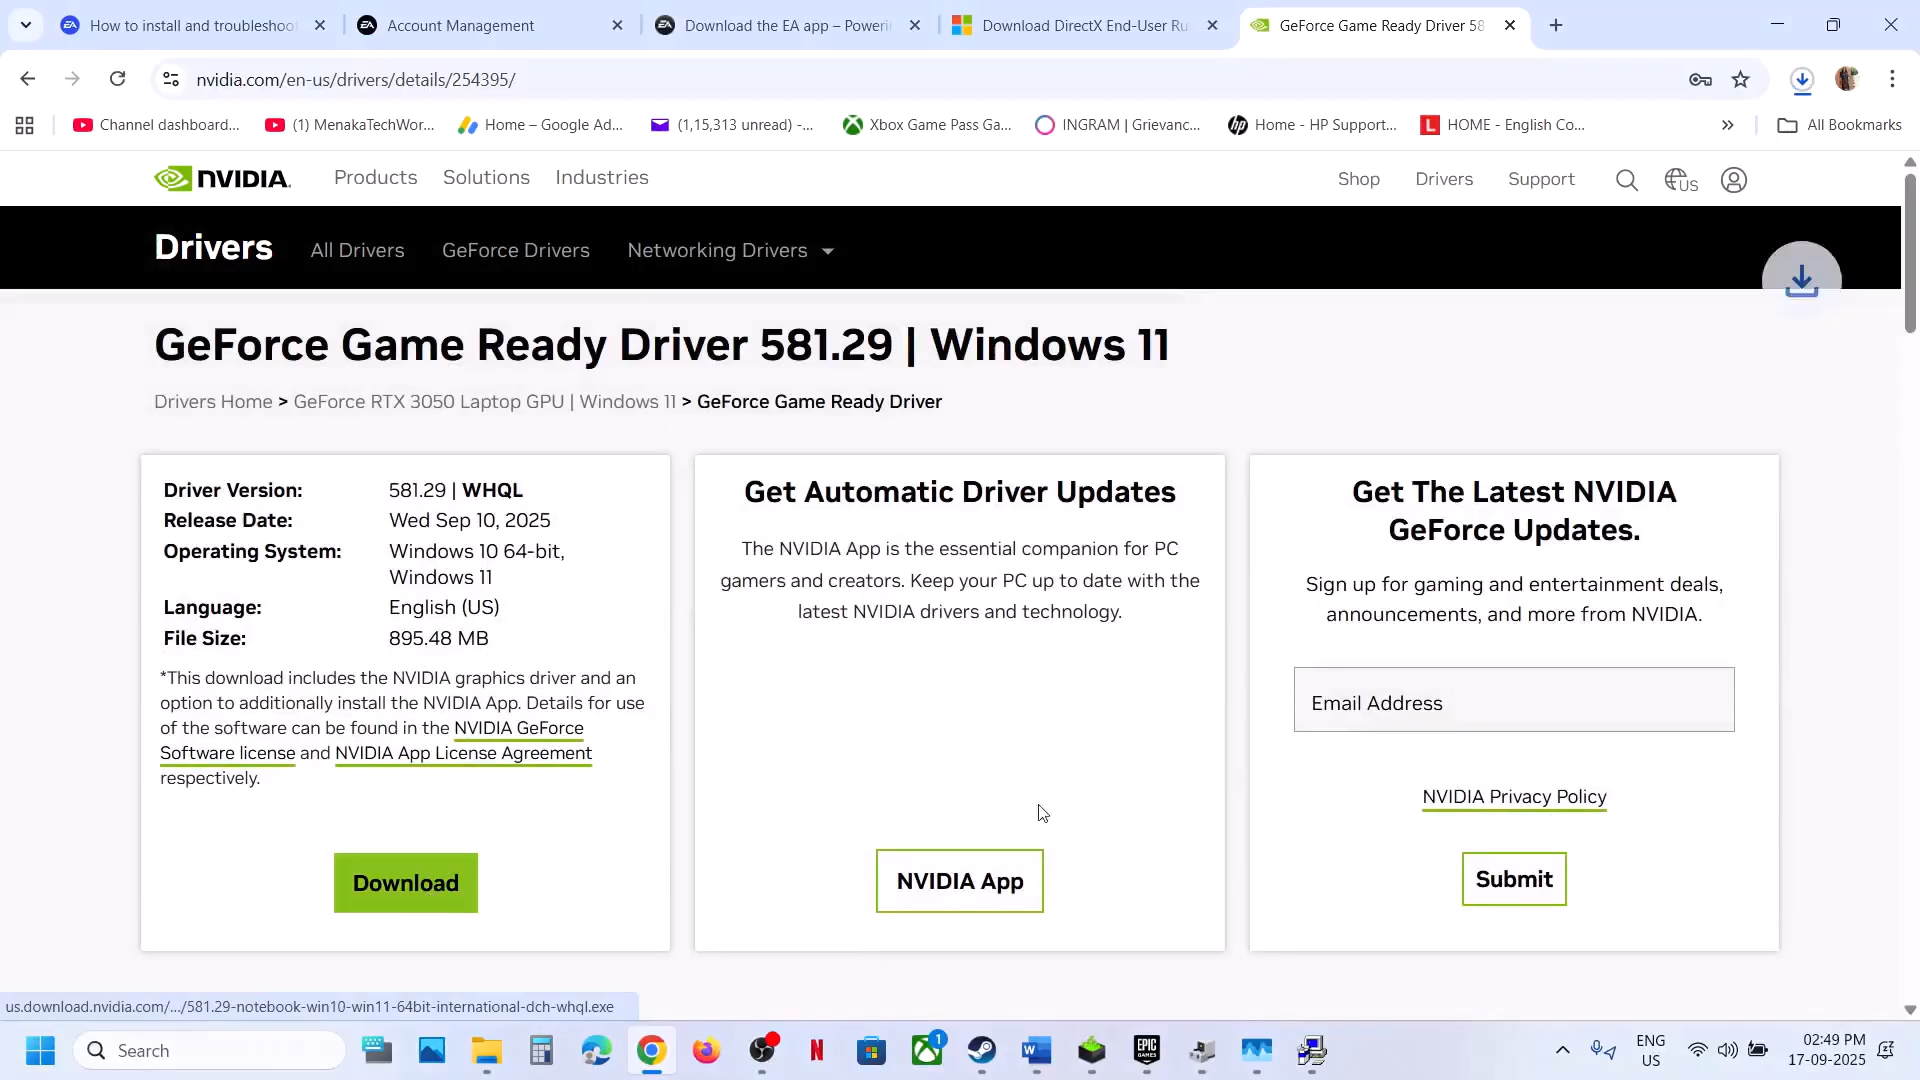 How to install and troubleshoo
Account Management
Download the EA app – Poweri
Download DirectX End-User Ru
GeForce Game Ready Driver 58
nvidia.com/en-us/drivers/details/254395/
Channel dashboard...
(1) MenakaTechWor...
Home – Google Ad...
(1,15,313 unread) -...
Xbox Game Pass Ga...
INGRAM | Grievanc...
Home - HP Support...
HOME - English Co...
All Bookmarks
NVIDIA.
Products
Solutions
Industries
Shop
Drivers
Support
US
Drivers
All Drivers
GeForce Drivers
Networking Drivers
GeForce Game Ready Driver 581.29 | Windows 11
Drivers Home > GeForce RTX 3050 Laptop GPU | Windows 11 > GeForce Game Ready Driver
Driver Version: 581.29 | WHQL
Release Date: Wed Sep 10, 2025
Operating System: Windows 10 64-bit,
Windows 11
Language: English (US)
File Size: 895.48 MB
*This download includes the NVIDIA graphics driver and an
option to additionally install the NVIDIA App. Details for use
of the software can be found in the NVIDIA GeForce
Software license and NVIDIA App License Agreement
respectively.
Download
Get Automatic Driver Updates
The NVIDIA App is the essential companion for PC
gamers and creators. Keep your PC up to date with the
latest NVIDIA drivers and technology.
NVIDIA App
Get The Latest NVIDIA
GeForce Updates.
Sign up for gaming and entertainment deals,
announcements, and more from NVIDIA.
Email Address
NVIDIA Privacy Policy
Submit
us.download.nvidia.com/.../581.29-notebook-win10-win11-64bit-international-dch-whql.exe
Search
1
EPIC
GAMES
ENG
US
02:49 PM
17-09-2025